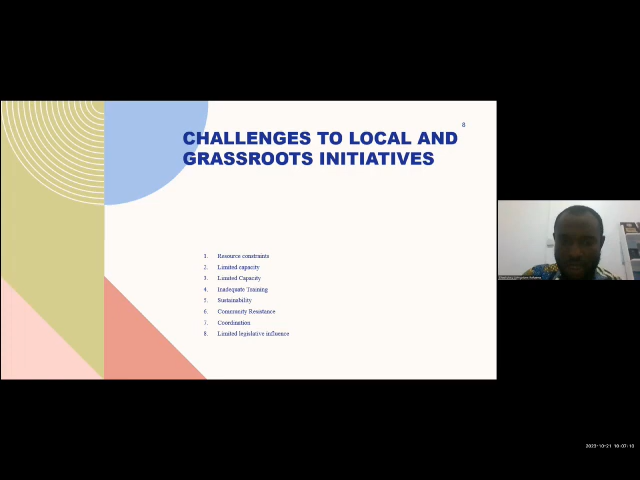 8
CHALLENGES TO LOCAL AND
GRASSROOTS INITIATIVES
1. Resource constraints
2. Limited capacity
3. Limited Capacity
4. Inadequate Training
5. Sustainability
6. Community Resistance
7. Coordination
8. Limited legislative influence